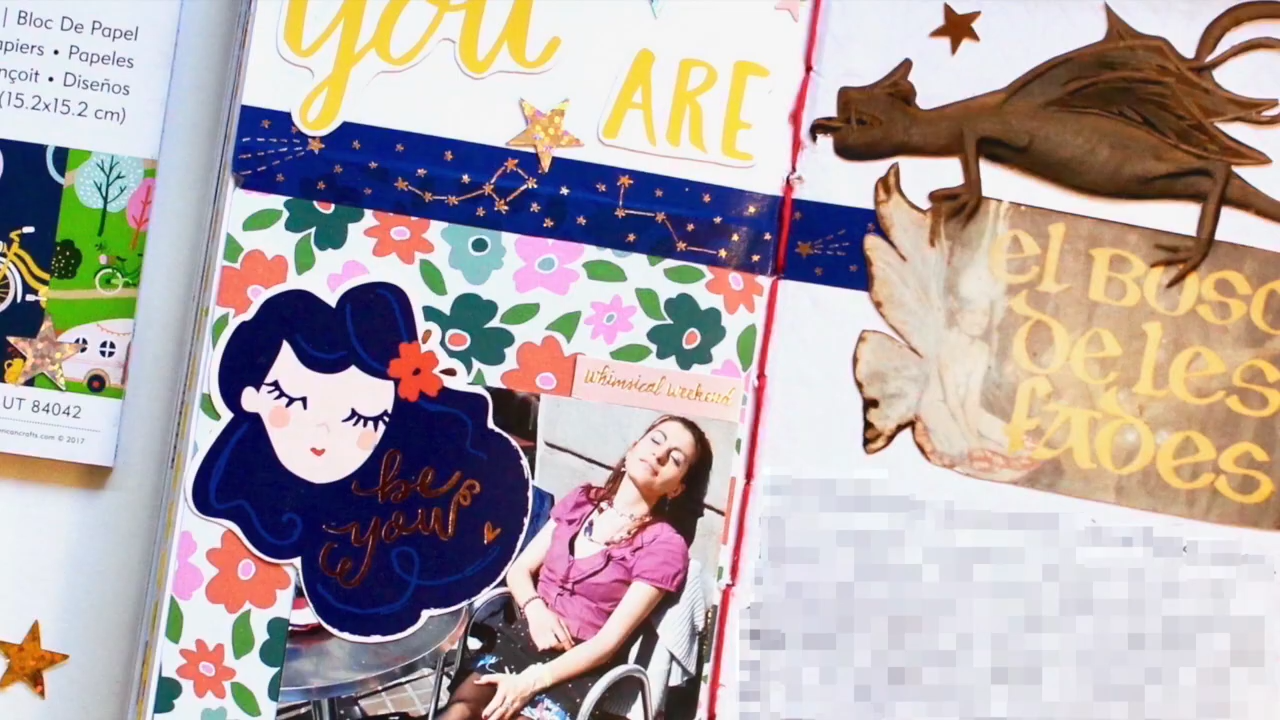 | Bloc De Papel
apiers • Papeles
nçoit • Diseños
(15.2x15.2 cm)
UT 84042
© 2017
you
ARE
whimsical weekend
be
you
el Bosc
de les
fades